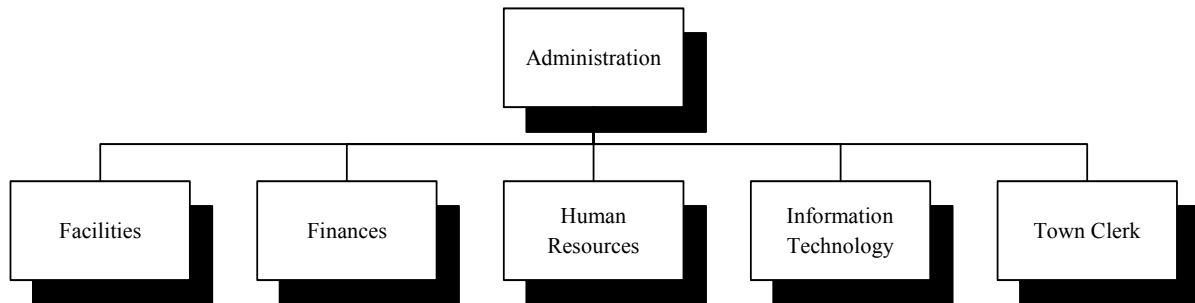 Administration
Facilities
Finances
Human
Resources
Information
Technology
Town Clerk